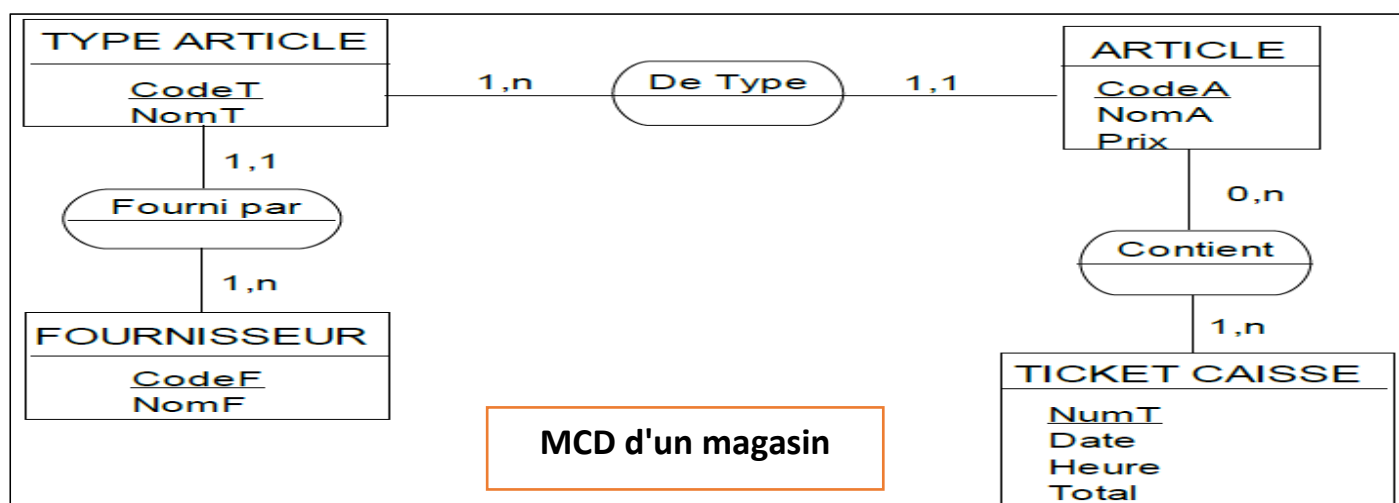 TYPE ARTICLE
CodeT
NomT
1,n
De Type
1,1
ARTICLE
CodeA
NomA
Prix
1,1
Fourni par
1,n
FOURNISSEUR
CodeF
NomF
0,n
Contient
1,n
TICKET CAISSE
NumT
Date
Heure
Total
MCD d'un magasin